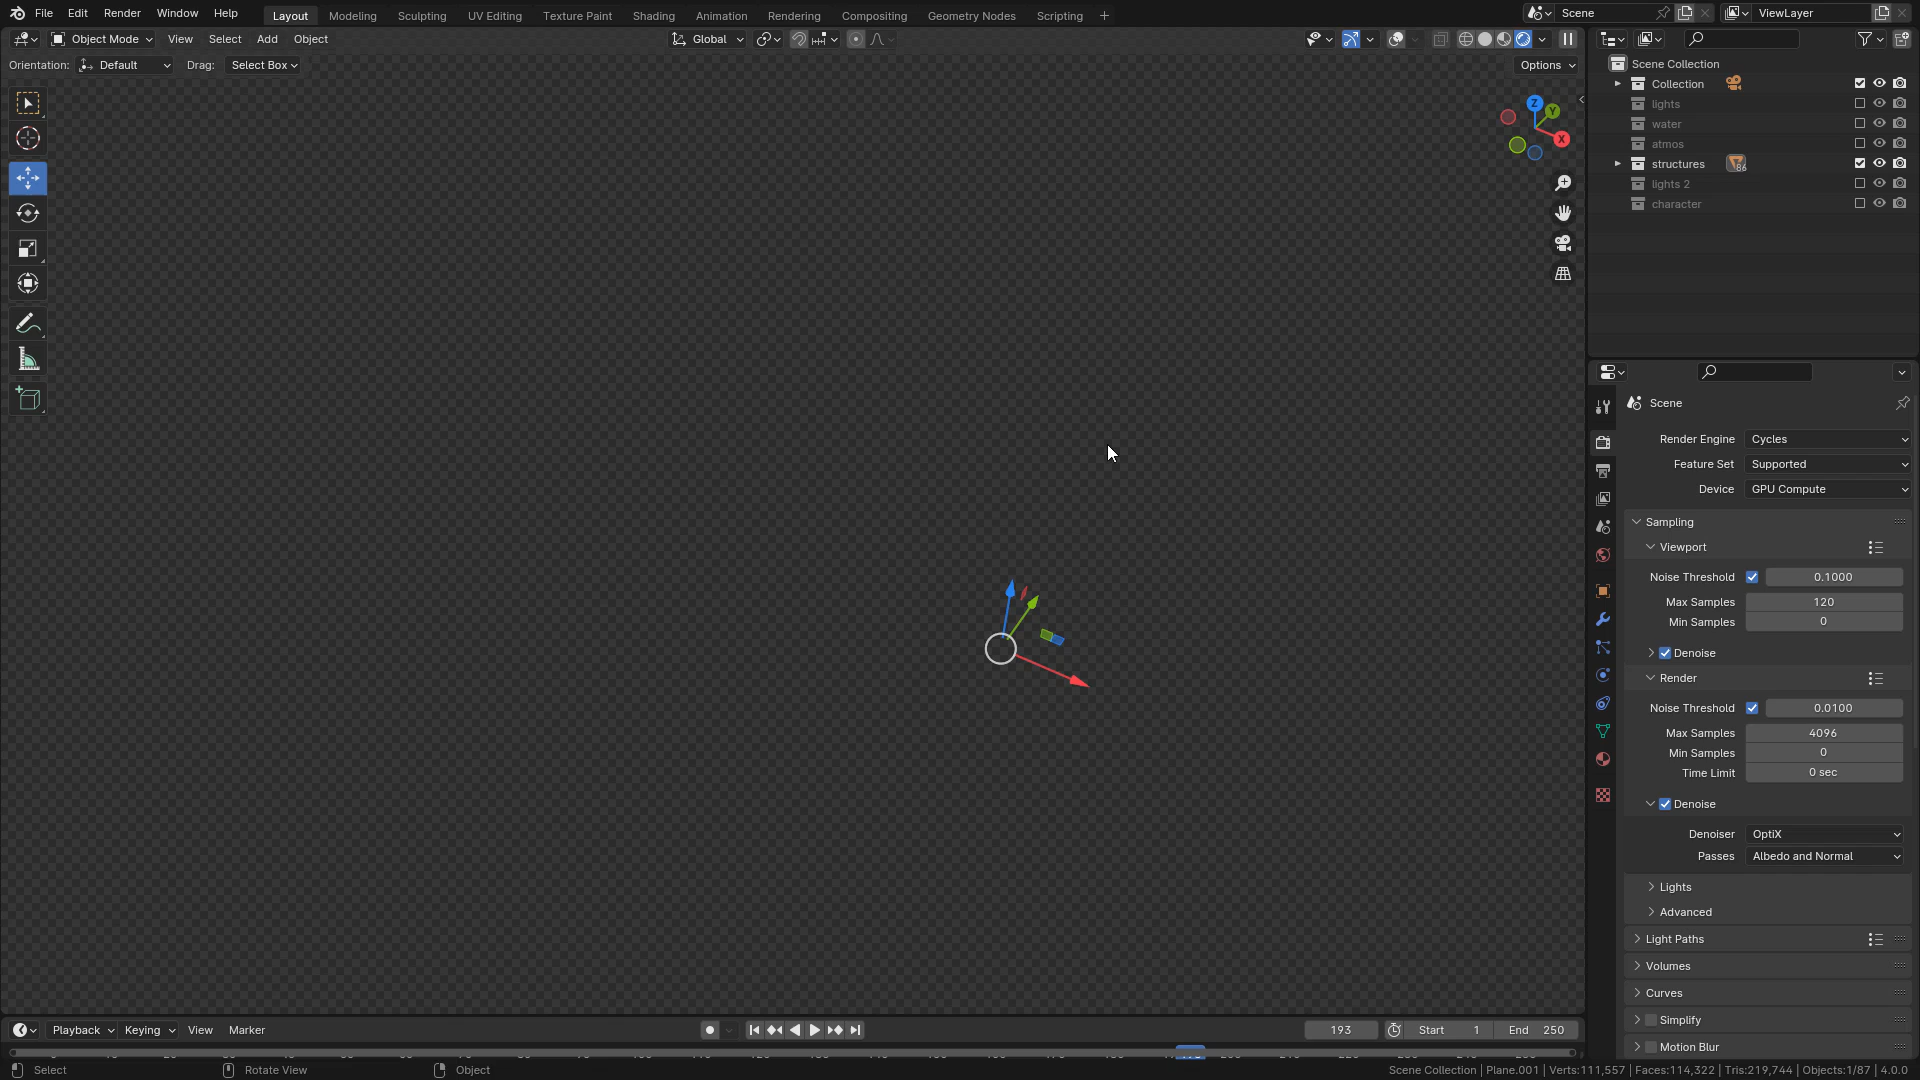 File Edit Render Window Help Layout Modeling Sculpting UV Editing Texture Paint Shading Animation Rendering Compositing Geometry Nodes Scripting + Scene ViewLayer
Object Mode View Select Add Object Global
Orientation: Default Drag: Select Box Options
Z
Y
X
Scene Collection
Collection
lights
water
atmos
structures 86
lights 2
character
Scene
Render Engine Cycles
Feature Set Supported
Device GPU Compute
Sampling
Viewport
Noise Threshold 0.1000
Max Samples 120
Min Samples 0
Denoise
Render
Noise Threshold 0.0100
Max Samples 4096
Min Samples 0
Time Limit 0 sec
Denoise
Denoiser OptiX
Passes Albedo and Normal
Lights
Advanced
Light Paths
Volumes
Curves
Simplify
Motion Blur
Playback Keying View Marker 193 Start 1 End 250
Select Rotate View Object Scene Collection | Plane.001 | Verts:111,557 | Faces:114,322 | Tris:219,744 | Objects:1/87 | 4.0.0